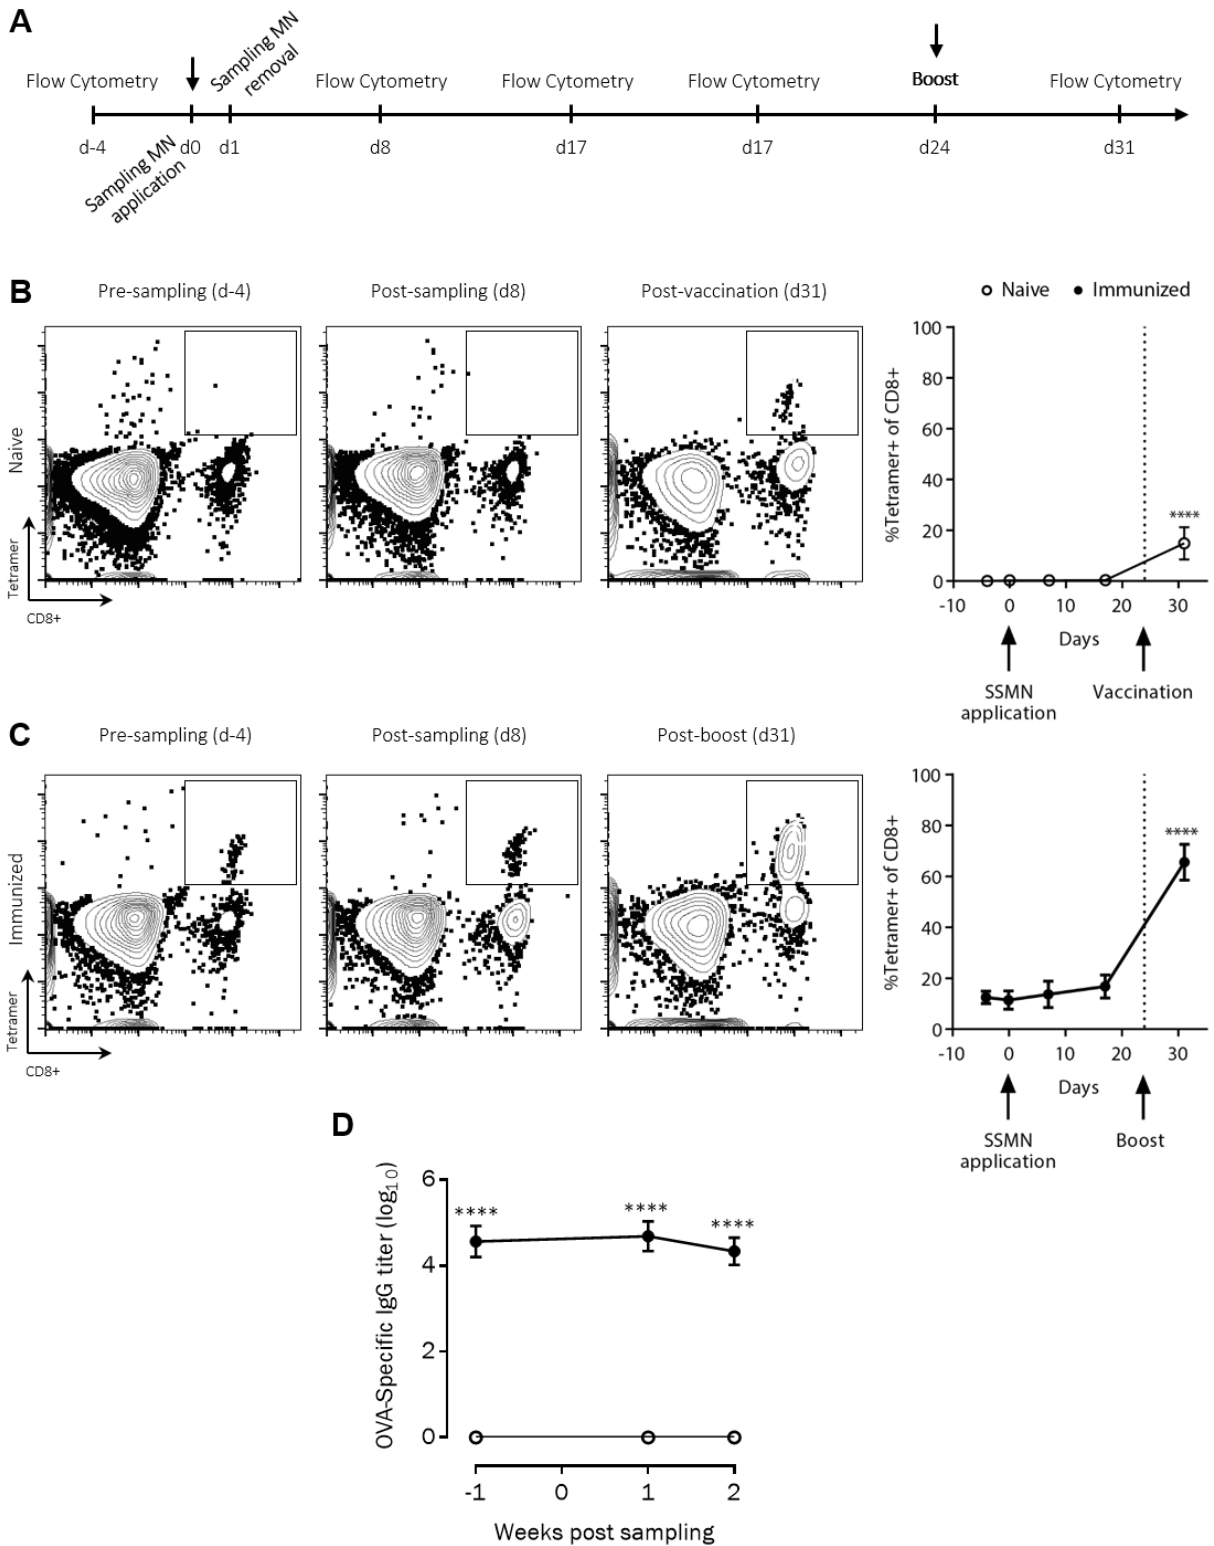 A
Sampling MN
removal
Flow Cytometry
Flow Cytometry
Flow Cytometry
Flow Cytometry
Boost
Flow Cytometry
d-4
d0
d1
d8
d17
d17
d24
d31
Sampling MN
application
B
Pre-sampling (d-4)
Post-sampling (d8)
Post-vaccination (d31)
Naive
Immunized
Naive
Tetramer
CD8+
%Tetramer+ of CD8+
100
80
60
40
20
0
****
-10
0
10
20
30
Days
SSMN
application
Vaccination
C
Pre-sampling (d-4)
Post-sampling (d8)
Post-boost (d31)
Immunized
Tetramer
CD8+
%Tetramer+ of CD8+
100
80
60
40
20
0
****
-10
0
10
20
30
Days
SSMN
application
Boost
D
OVA-Specific IgG titer (log10)
6
4
2
0
****
****
****
-1
0
1
2
Weeks post sampling